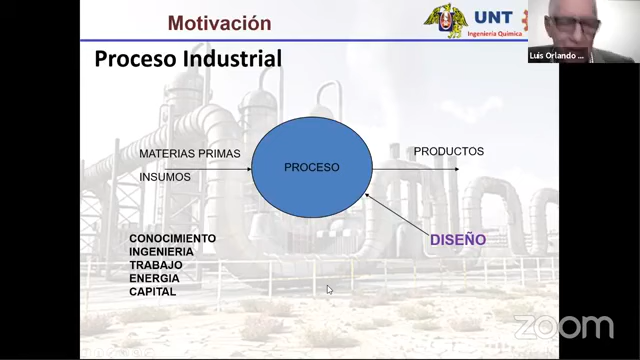 Motivación
UNT
Ingeniería Química
Luis Orlando ...
Proceso Industrial
MATERIAS PRIMAS
INSUMOS
PROCESO
PRODUCTOS
DISEÑO
CONOCIMIENTO
INGENIERIA
TRABAJO
ENERGIA
CAPITAL
zoom